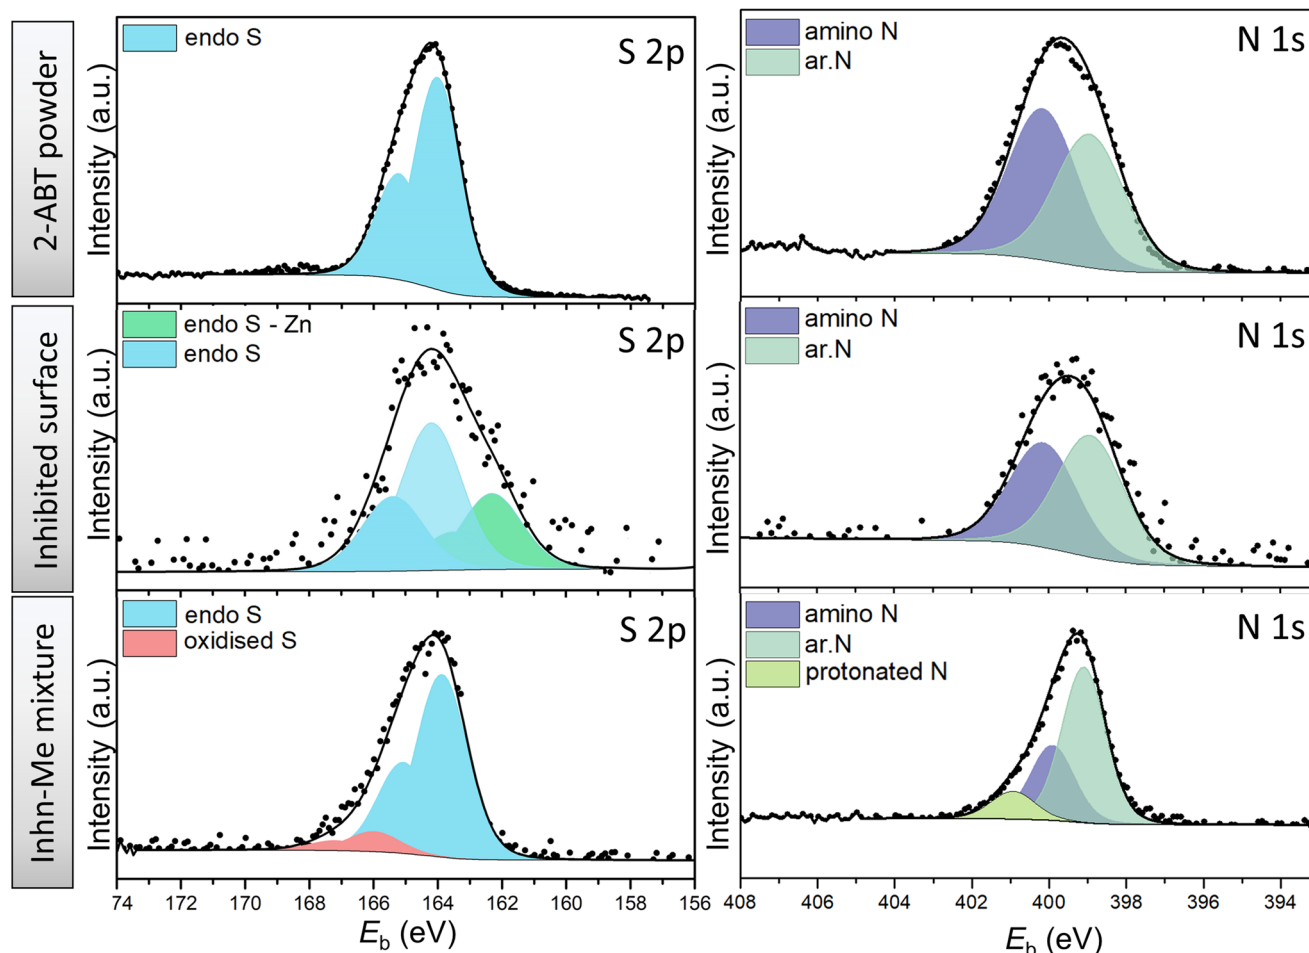 2-ABT powder
Intensity (a.u.)
endo S
S 2p
Intensity (a.u.)
amino N
ar.N
N 1s
Inhibited surface
Intensity (a.u.)
endo S - Zn
endo S
S 2p
Intensity (a.u.)
amino N
ar.N
N 1s
Inhn-Me mixture
Intensity (a.u.)
endo S
oxidised S
S 2p
Intensity (a.u.)
amino N
ar.N
protonated N
N 1s
74 172 170 168 166 164 162 160 158 156
408 406 404 402 400 398 396 394
Eb (eV)
Eb (eV)